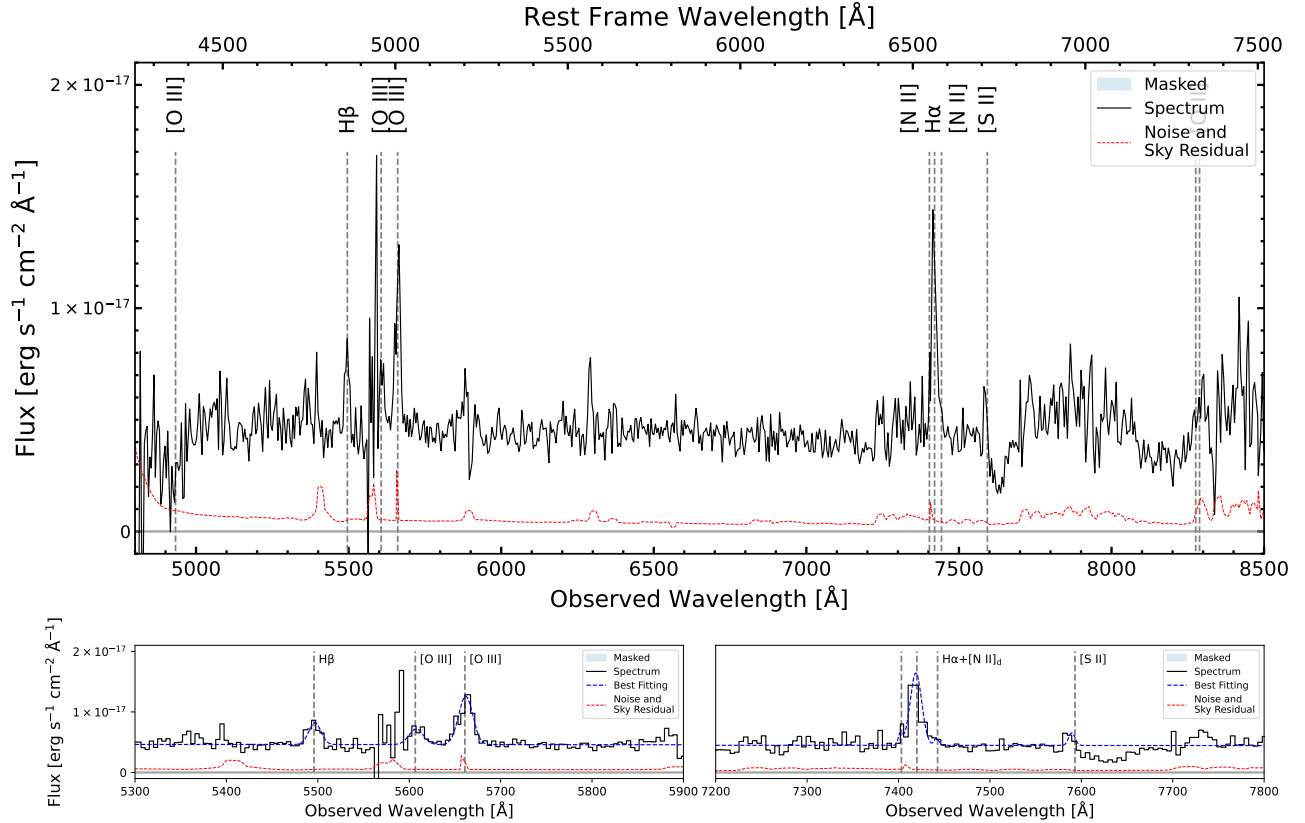 Rest Frame Wavelength [Å]
4500 5000 5500 6000 6500 7000 7500
[O III]
Hβ
[O III]
[O III]
[N II]
Hα
[N II]
[S II]
Masked
Spectrum
Noise and
Sky Residual
Flux [erg s⁻¹ cm⁻² Å⁻¹]
2 × 10⁻¹⁷
1 × 10⁻¹⁷
0
5000 5500 6000 6500 7000 7500 8000 8500
Observed Wavelength [Å]
Flux [erg s⁻¹ cm⁻² Å⁻¹]
2 × 10⁻¹⁷
1 × 10⁻¹⁷
0
Hβ
[O III]
[O III]
Masked
Spectrum
Best Fitting
Noise and
Sky Residual
5300 5400 5500 5600 5700 5800 5900
Observed Wavelength [Å]
Hα+[N II]d
[S II]
Masked
Spectrum
Best Fitting
Noise and
Sky Residual
7200 7300 7400 7500 7600 7700 7800
Observed Wavelength [Å]